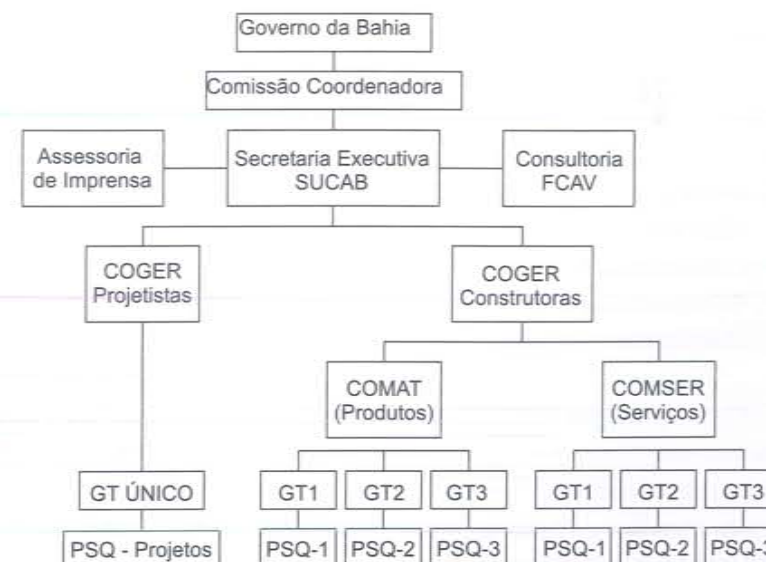 Governo da Bahia
Comissão Coordenadora
Assessoria
de Imprensa
Secretaria Executiva
SUCAB
Consultoria
FCAV
COGER
Projetistas
COGER
Construtoras
COMAT
(Produtos)
COMSER
(Serviços)
GT ÚNICO
GT1
GT2
GT3
GT1
GT2
GT3
PSQ - Projetos
PSQ-1
PSQ-2
PSQ-3
PSQ-1
PSQ-2
PSQ-3